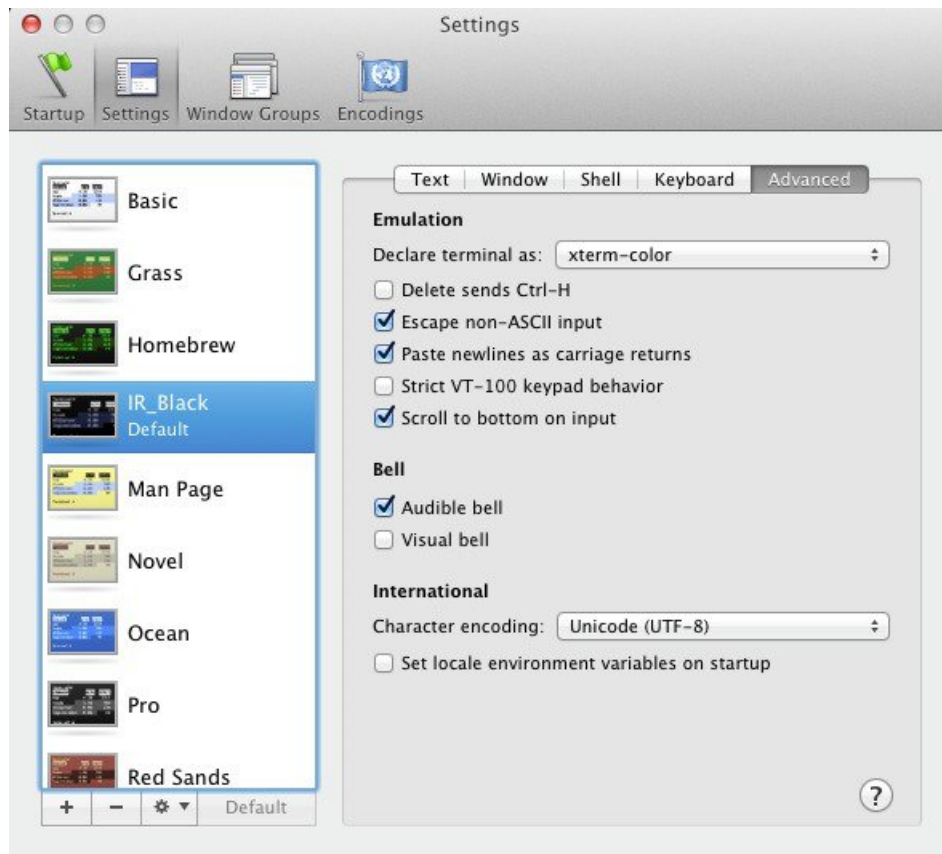 Settings
Startup Settings Window Groups Encodings
Basic
Grass
Homebrew
IR_Black
Default
Man Page
Novel
Ocean
Pro
Red Sands
+ − Default
Text Window Shell Keyboard Advanced
Emulation
Declare terminal as: xterm-color
Delete sends Ctrl-H
Escape non-ASCII input
Paste newlines as carriage returns
Strict VT-100 keypad behavior
Scroll to bottom on input
Bell
Audible bell
Visual bell
International
Character encoding: Unicode (UTF-8)
Set locale environment variables on startup
?